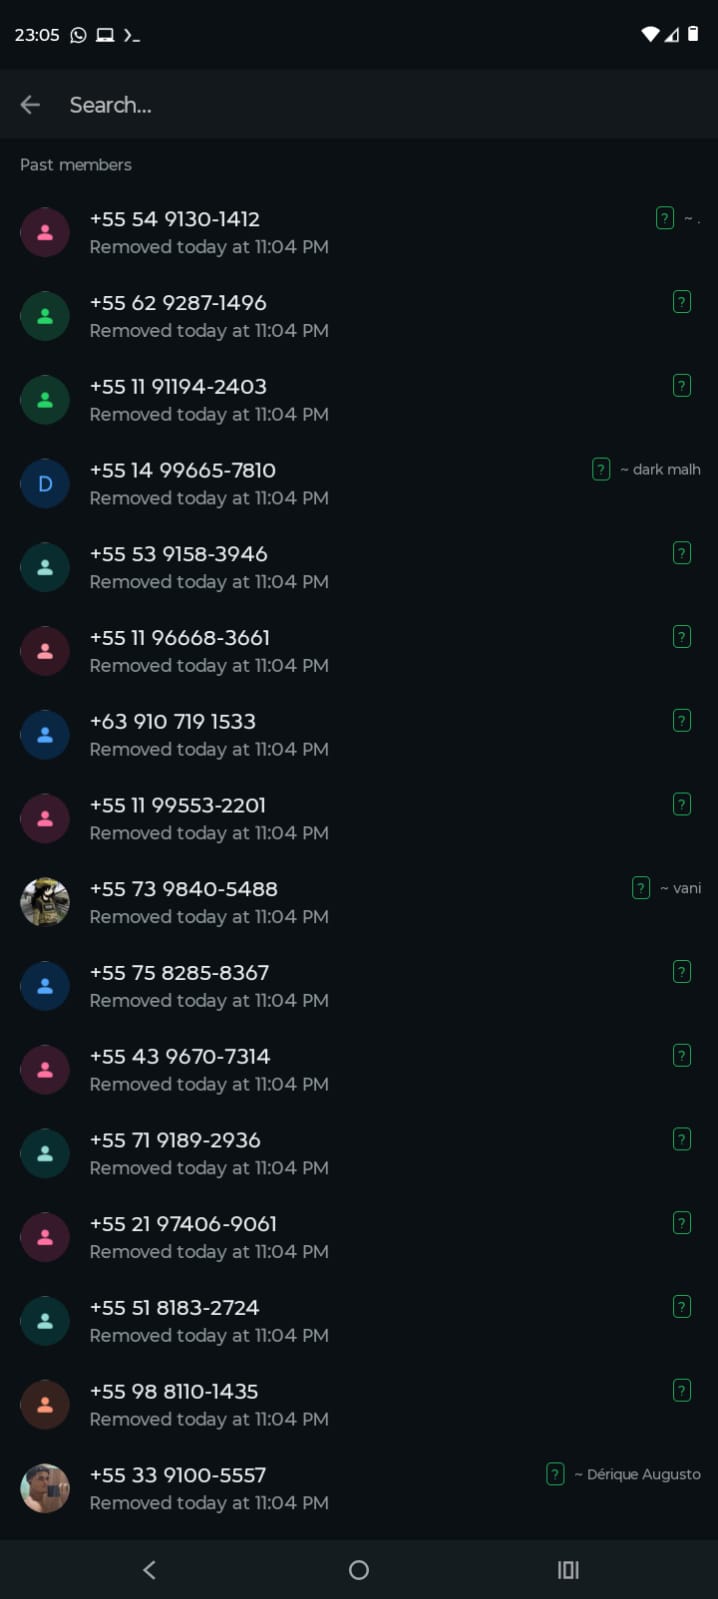 23:05
Search...
Past members
+55 54 9130-1412 ? ~ .
Removed today at 11:04 PM
+55 62 9287-1496 ?
Removed today at 11:04 PM
+55 11 91194-2403 ?
Removed today at 11:04 PM
D +55 14 99665-7810 ? ~ dark malh
Removed today at 11:04 PM
+55 53 9158-3946 ?
Removed today at 11:04 PM
+55 11 96668-3661 ?
Removed today at 11:04 PM
+63 910 719 1533 ?
Removed today at 11:04 PM
+55 11 99553-2201 ?
Removed today at 11:04 PM
+55 73 9840-5488 ? ~ vani
Removed today at 11:04 PM
+55 75 8285-8367 ?
Removed today at 11:04 PM
+55 43 9670-7314 ?
Removed today at 11:04 PM
+55 71 9189-2936 ?
Removed today at 11:04 PM
+55 21 97406-9061 ?
Removed today at 11:04 PM
+55 51 8183-2724 ?
Removed today at 11:04 PM
+55 98 8110-1435 ?
Removed today at 11:04 PM
+55 33 9100-5557 ? ~ Dérique Augusto
Removed today at 11:04 PM